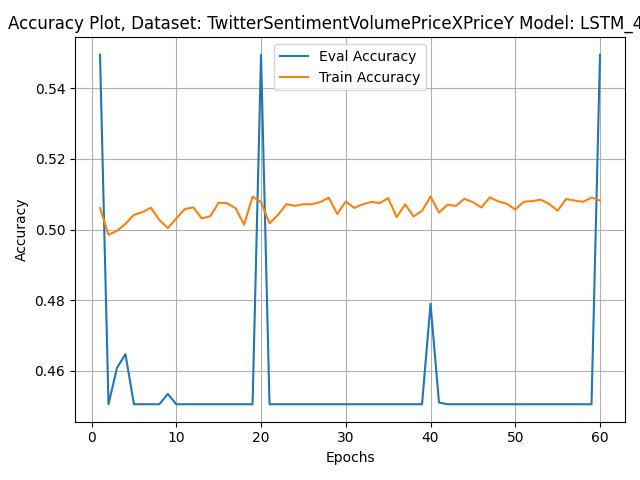 Accuracy Plot, Dataset: TwitterSentimentVolumePriceXPriceY Model: LSTM_4
Eval Accuracy
Train Accuracy
0.54
0.52
0.50
0.48
0.46
Accuracy
0 10 20 30 40 50 60
Epochs